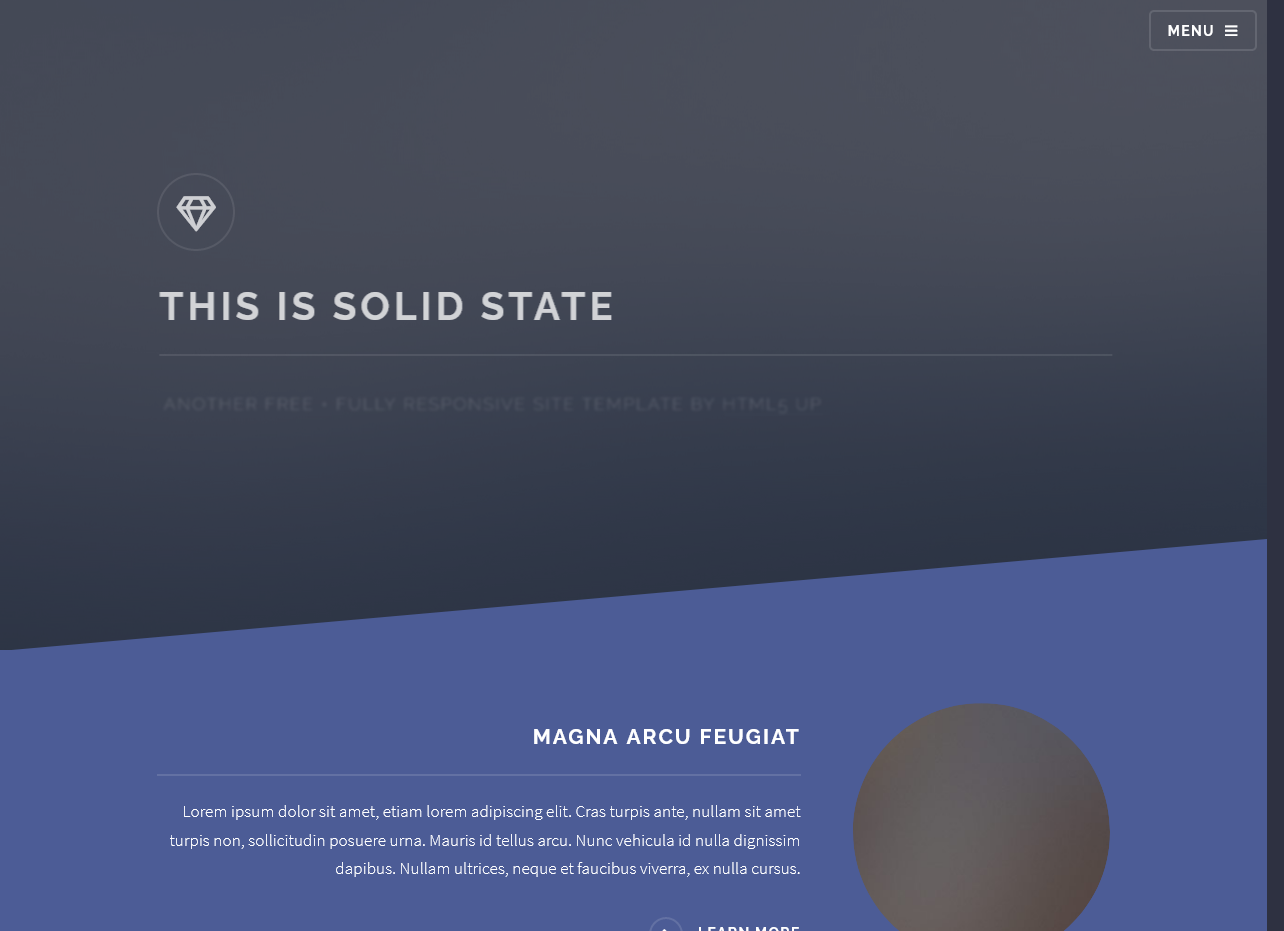 MENU
THIS IS SOLID STATE
ANOTHER FREE + FULLY RESPONSIVE SITE TEMPLATE BY HTML5 UP
MAGNA ARCU FEUGIAT
Lorem ipsum dolor sit amet, etiam lorem adipiscing elit. Cras turpis ante, nullam sit amet
turpis non, sollicitudin posuere urna. Mauris id tellus arcu. Nunc vehicula id nulla dignissim
dapibus. Nullam ultrices, neque et faucibus viverra, ex nulla cursus.
LEARN MORE